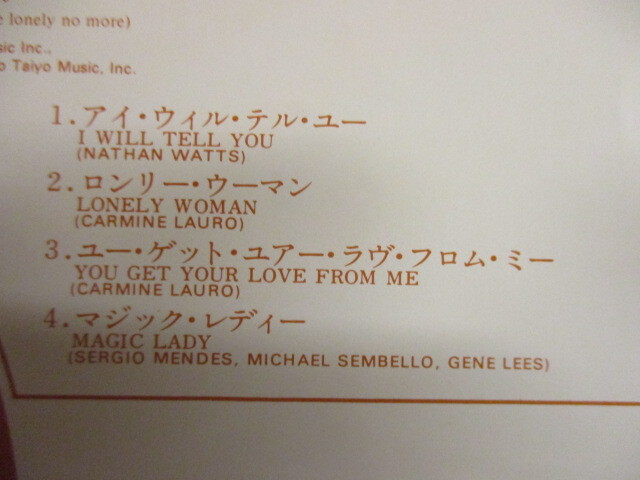 lonely no more)
sic Inc.,
o Taiyo Music, Inc.
1.アイ・ウィル・テル・ユー
I WILL TELL YOU
(NATHAN WATTS)
2.ロンリー・ウーマン
LONELY WOMAN
(CARMINE LAURO)
3.ユー・ゲット・ユアー・ラヴ・フロム・ミー
YOU GET YOUR LOVE FROM ME
(CARMINE LAURO)
4.マジック・レディー
MAGIC LADY
(SERGIO MENDES, MICHAEL SEMBELLO, GENE LEES)